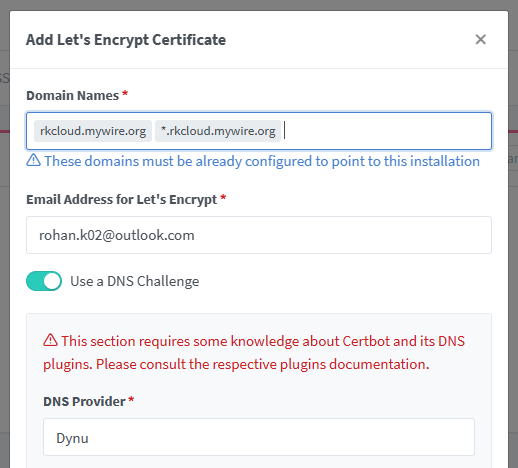 Add Let's Encrypt Certificate ×
Domain Names *
rkcloud.mywire.org *.rkcloud.mywire.org
These domains must be already configured to point to this installation
Email Address for Let's Encrypt *
rohan.k02@outlook.com
Use a DNS Challenge
This section requires some knowledge about Certbot and its DNS
plugins. Please consult the respective plugins documentation.
DNS Provider *
Dynu